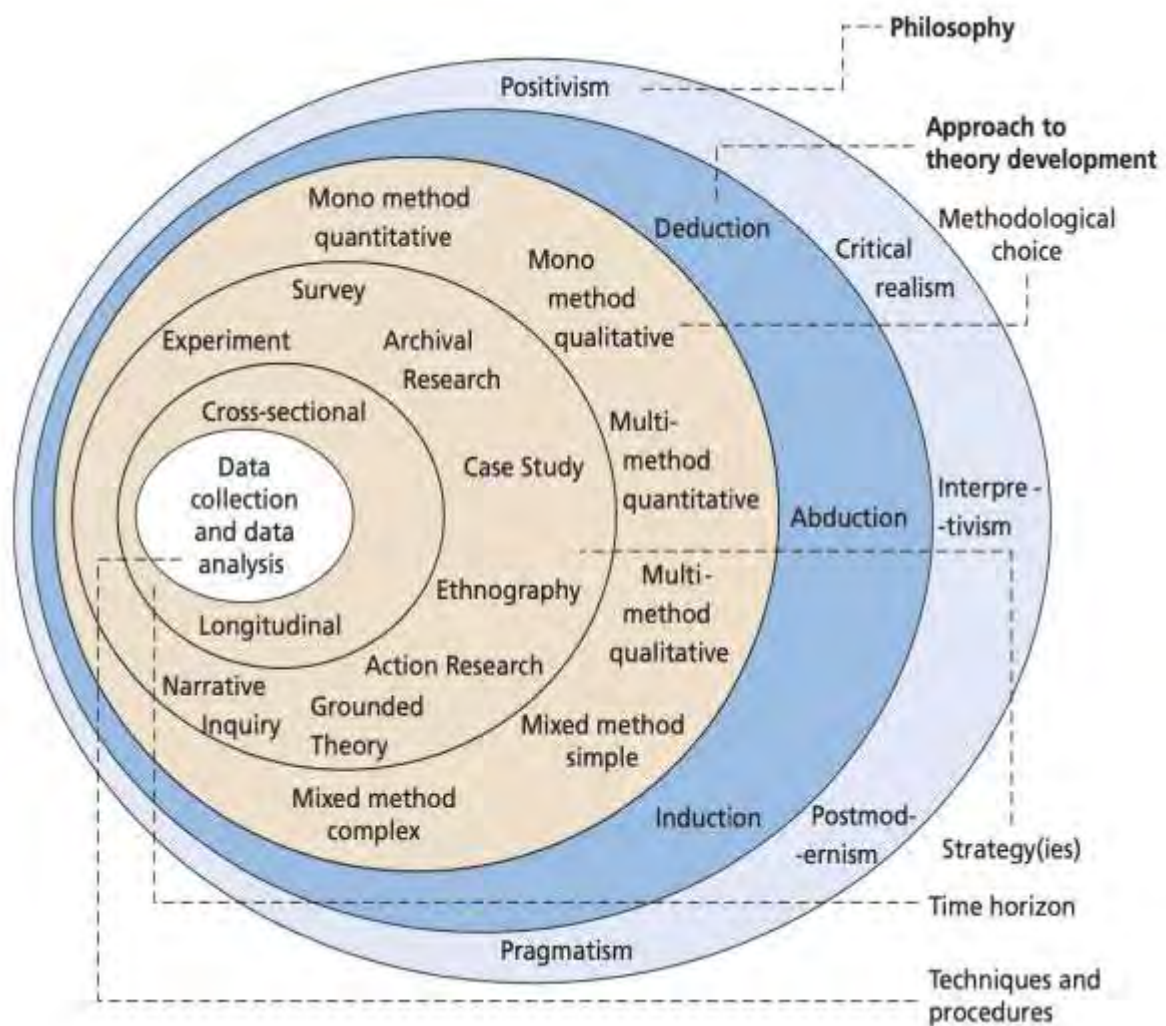 Philosophy
Positivism
Approach to
theory development
Mono method
quantitative
Deduction
Methodological
choice
Critical
realism
Mono
method
qualitative
Survey
Experiment
Archival
Research
Cross-sectional
Multi-
method
quantitative
Case Study
Data
collection
and data
analysis
Interpre-
-tivism
Abduction
Ethnography
Multi-
method
qualitative
Longitudinal
Action Research
Narrative
Inquiry
Grounded
Theory
Mixed method
simple
Mixed method
complex
Induction
Postmod-
-ernism
Strategy(ies)
Time horizon
Pragmatism
Techniques and
procedures